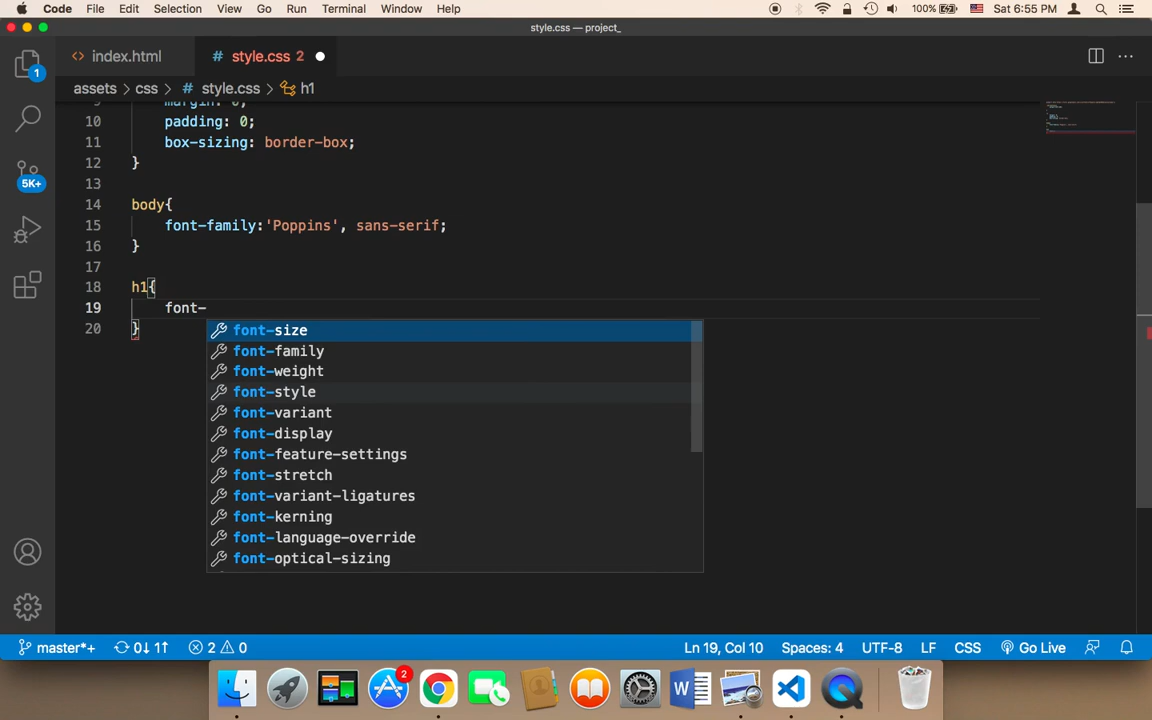 Code File Edit Selection View Go Run Terminal Window Help 100% Sat 6:55 PM
style.css — project_
1
5K+
<> index.html
# style.css 2
assets > css > # style.css > h1
margin: 0;
10 padding: 0;
11 box-sizing: border-box;
12 }
13
14 body{
15 font-family:'Poppins', sans-serif;
16 }
17
18 h1{
19 font-
20 }
font-size
font-family
font-weight
font-style
font-variant
font-display
font-feature-settings
font-stretch
font-variant-ligatures
font-kerning
font-language-override
font-optical-sizing
master*+ 0↓ 1↑ 2 0 Ln 19, Col 10 Spaces: 4 UTF-8 LF CSS Go Live
2